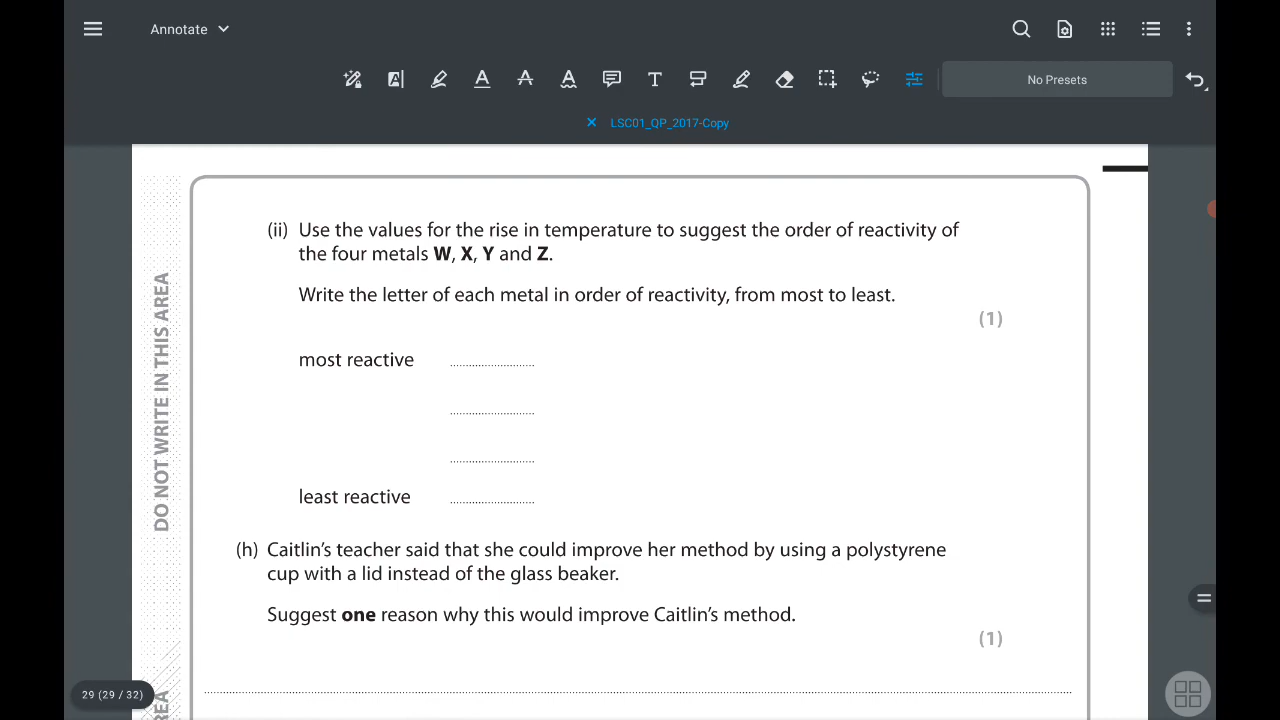 Annotate
No Presets
LSC01_QP_2017-Copy
DO NOT WRITE IN THIS AREA
(ii) Use the values for the rise in temperature to suggest the order of reactivity of
the four metals W, X, Y and Z.
Write the letter of each metal in order of reactivity, from most to least.
(1)
most reactive ............................
............................
............................
least reactive ............................
(h) Caitlin's teacher said that she could improve her method by using a polystyrene
cup with a lid instead of the glass beaker.
Suggest one reason why this would improve Caitlin's method.
(1)
29 (29 / 32)
REA